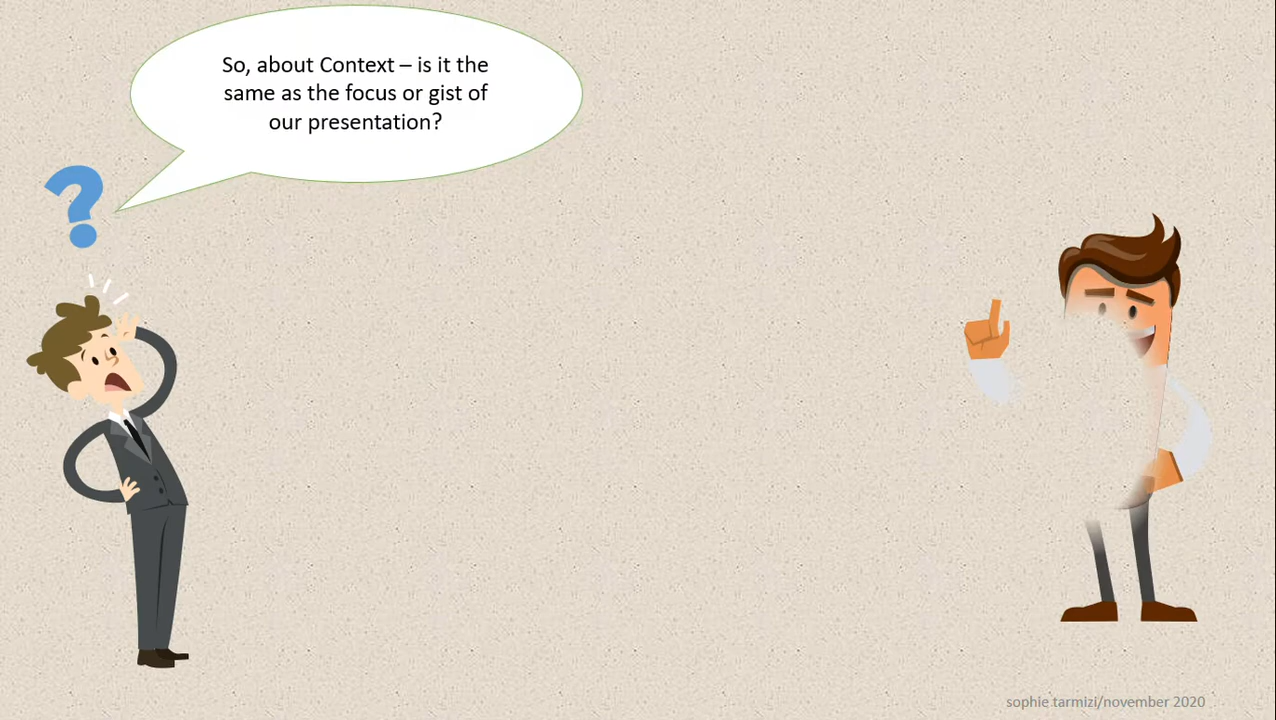 So, about Context – is it the
same as the focus or gist of
our presentation?
?
sophie tarmizi/november 2020